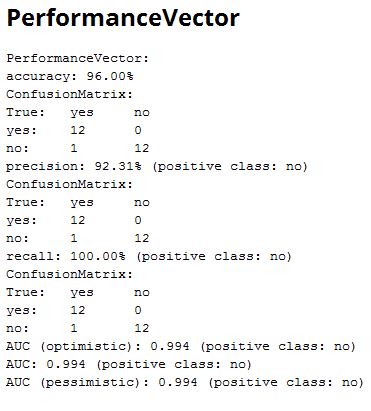 PerformanceVector
PerformanceVector:
accuracy: 96.00%
ConfusionMatrix:
True:   yes     no
yes:    12      0
no:     1       12
precision: 92.31% (positive class: no)
ConfusionMatrix:
True:   yes     no
yes:    12      0
no:     1       12
recall: 100.00% (positive class: no)
ConfusionMatrix:
True:   yes     no
yes:    12      0
no:     1       12
AUC (optimistic): 0.994 (positive class: no)
AUC: 0.994 (positive class: no)
AUC (pessimistic): 0.994 (positive class: no)